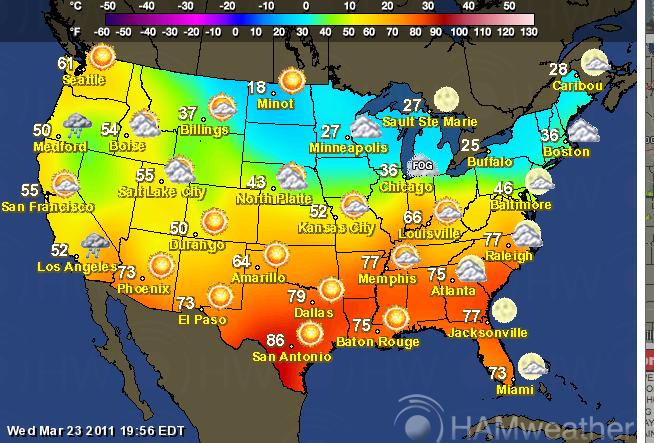 °C -50 -40 -30 -20 -10 0 10 20 30 40 50
°F -60 -50 -40 -30 -20 -10 0 10 20 30 40 50 60 70 80 90 100 110 120 130
61
Seattle
18
Minot
28
Caribou
37
Billings
27
Sault Ste Marie
50
Medford
54
Boise
27
Minneapolis
25
Buffalo
36
Boston
FOG
36
Chicago
55
Salt Lake City
43
North Platte
46
Baltimore
55
San Francisco
52
Kansas City
66
Louisville
50
Durango
77
Raleigh
52
Los Angeles
73
Phoenix
64
Amarillo
77
Memphis
75
Atlanta
73
El Paso
79
Dallas
75
Baton Rouge
77
Jacksonville
86
San Antonio
73
Miami
Wed Mar 23 2011 19:56 EDT
HAMweather